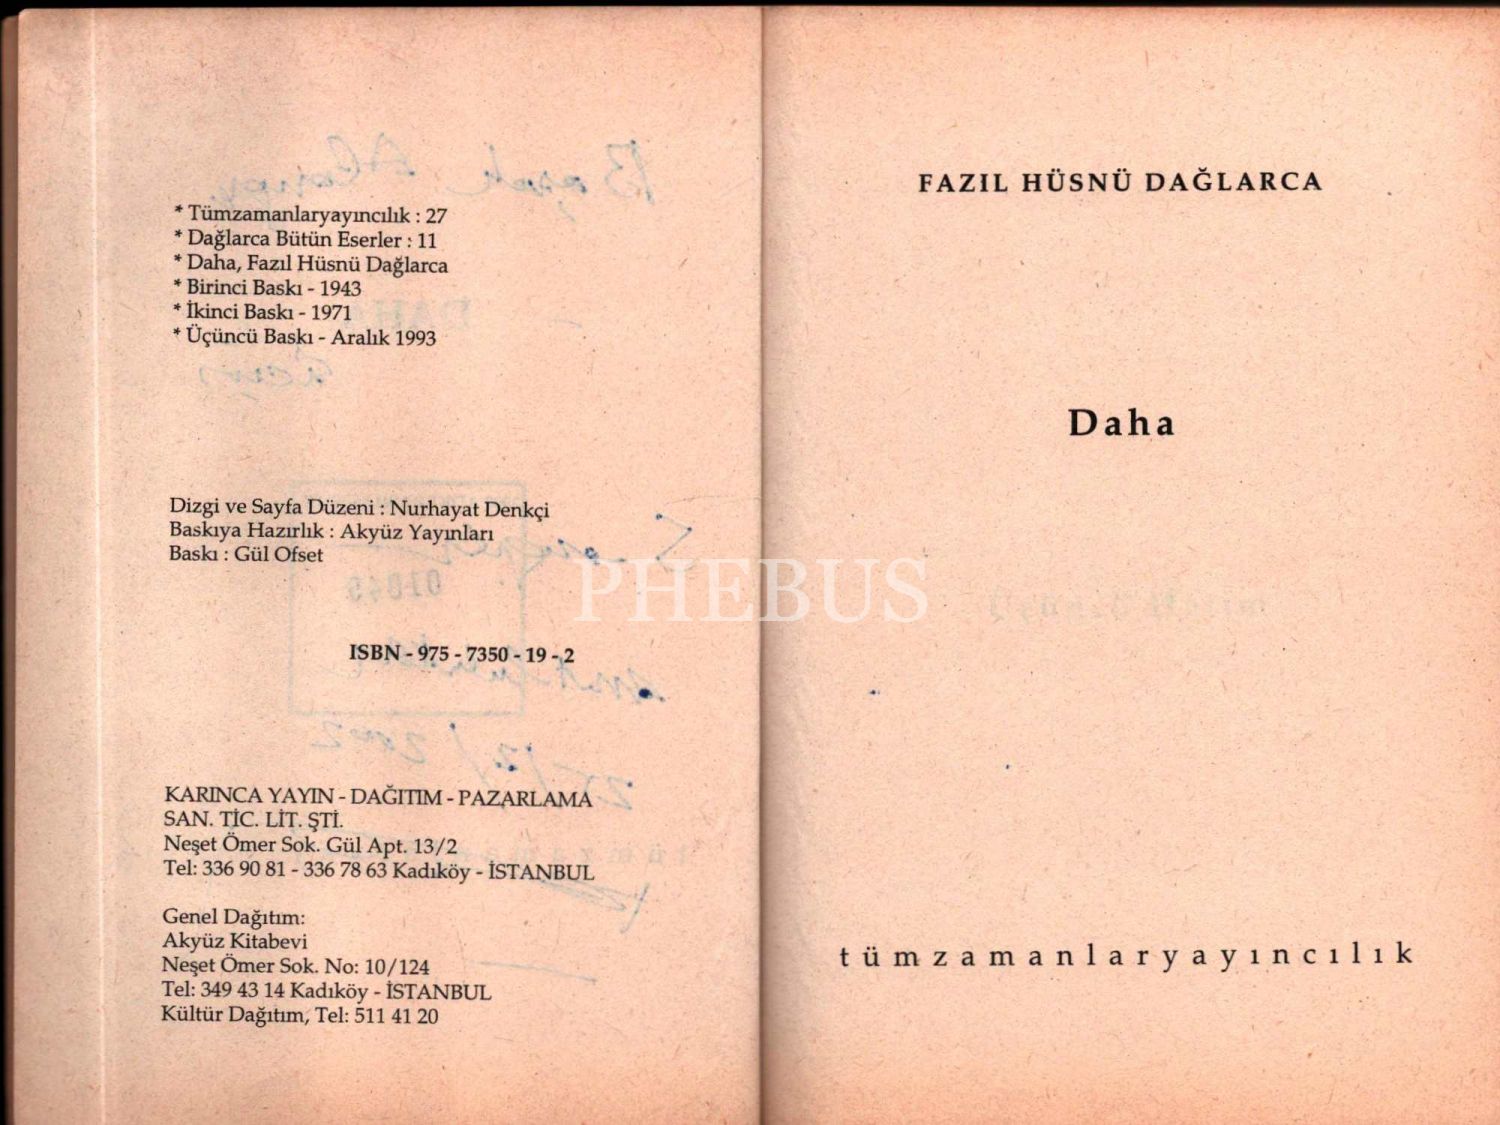 * Tümzamanlaryayıncılık : 27
* Dağlarca Bütün Eserler : 11
* Daha, Fazıl Hüsnü Dağlarca
* Birinci Baskı - 1943
* İkinci Baskı - 1971
* Üçüncü Baskı - Aralık 1993
Dizgi ve Sayfa Düzeni : Nurhayat Denkçi
Baskıya Hazırlık : Akyüz Yayınları
Baskı : Gül Ofset
ISBN - 975 - 7350 - 19 - 2
KARINCA YAYIN - DAĞITIM - PAZARLAMA
SAN. TİC. LİT. ŞTİ.
Neşet Ömer Sok. Gül Apt. 13/2
Tel: 336 90 81 - 336 78 63 Kadıköy - İSTANBUL
Genel Dağıtım:
Akyüz Kitabevi
Neşet Ömer Sok. No: 10/124
Tel: 349 43 14 Kadıköy - İSTANBUL
Kültür Dağıtım, Tel: 511 41 20
FAZIL HÜSNÜ DAĞLARCA
Daha
tümzamanlaryayıncılık
PHEBUS